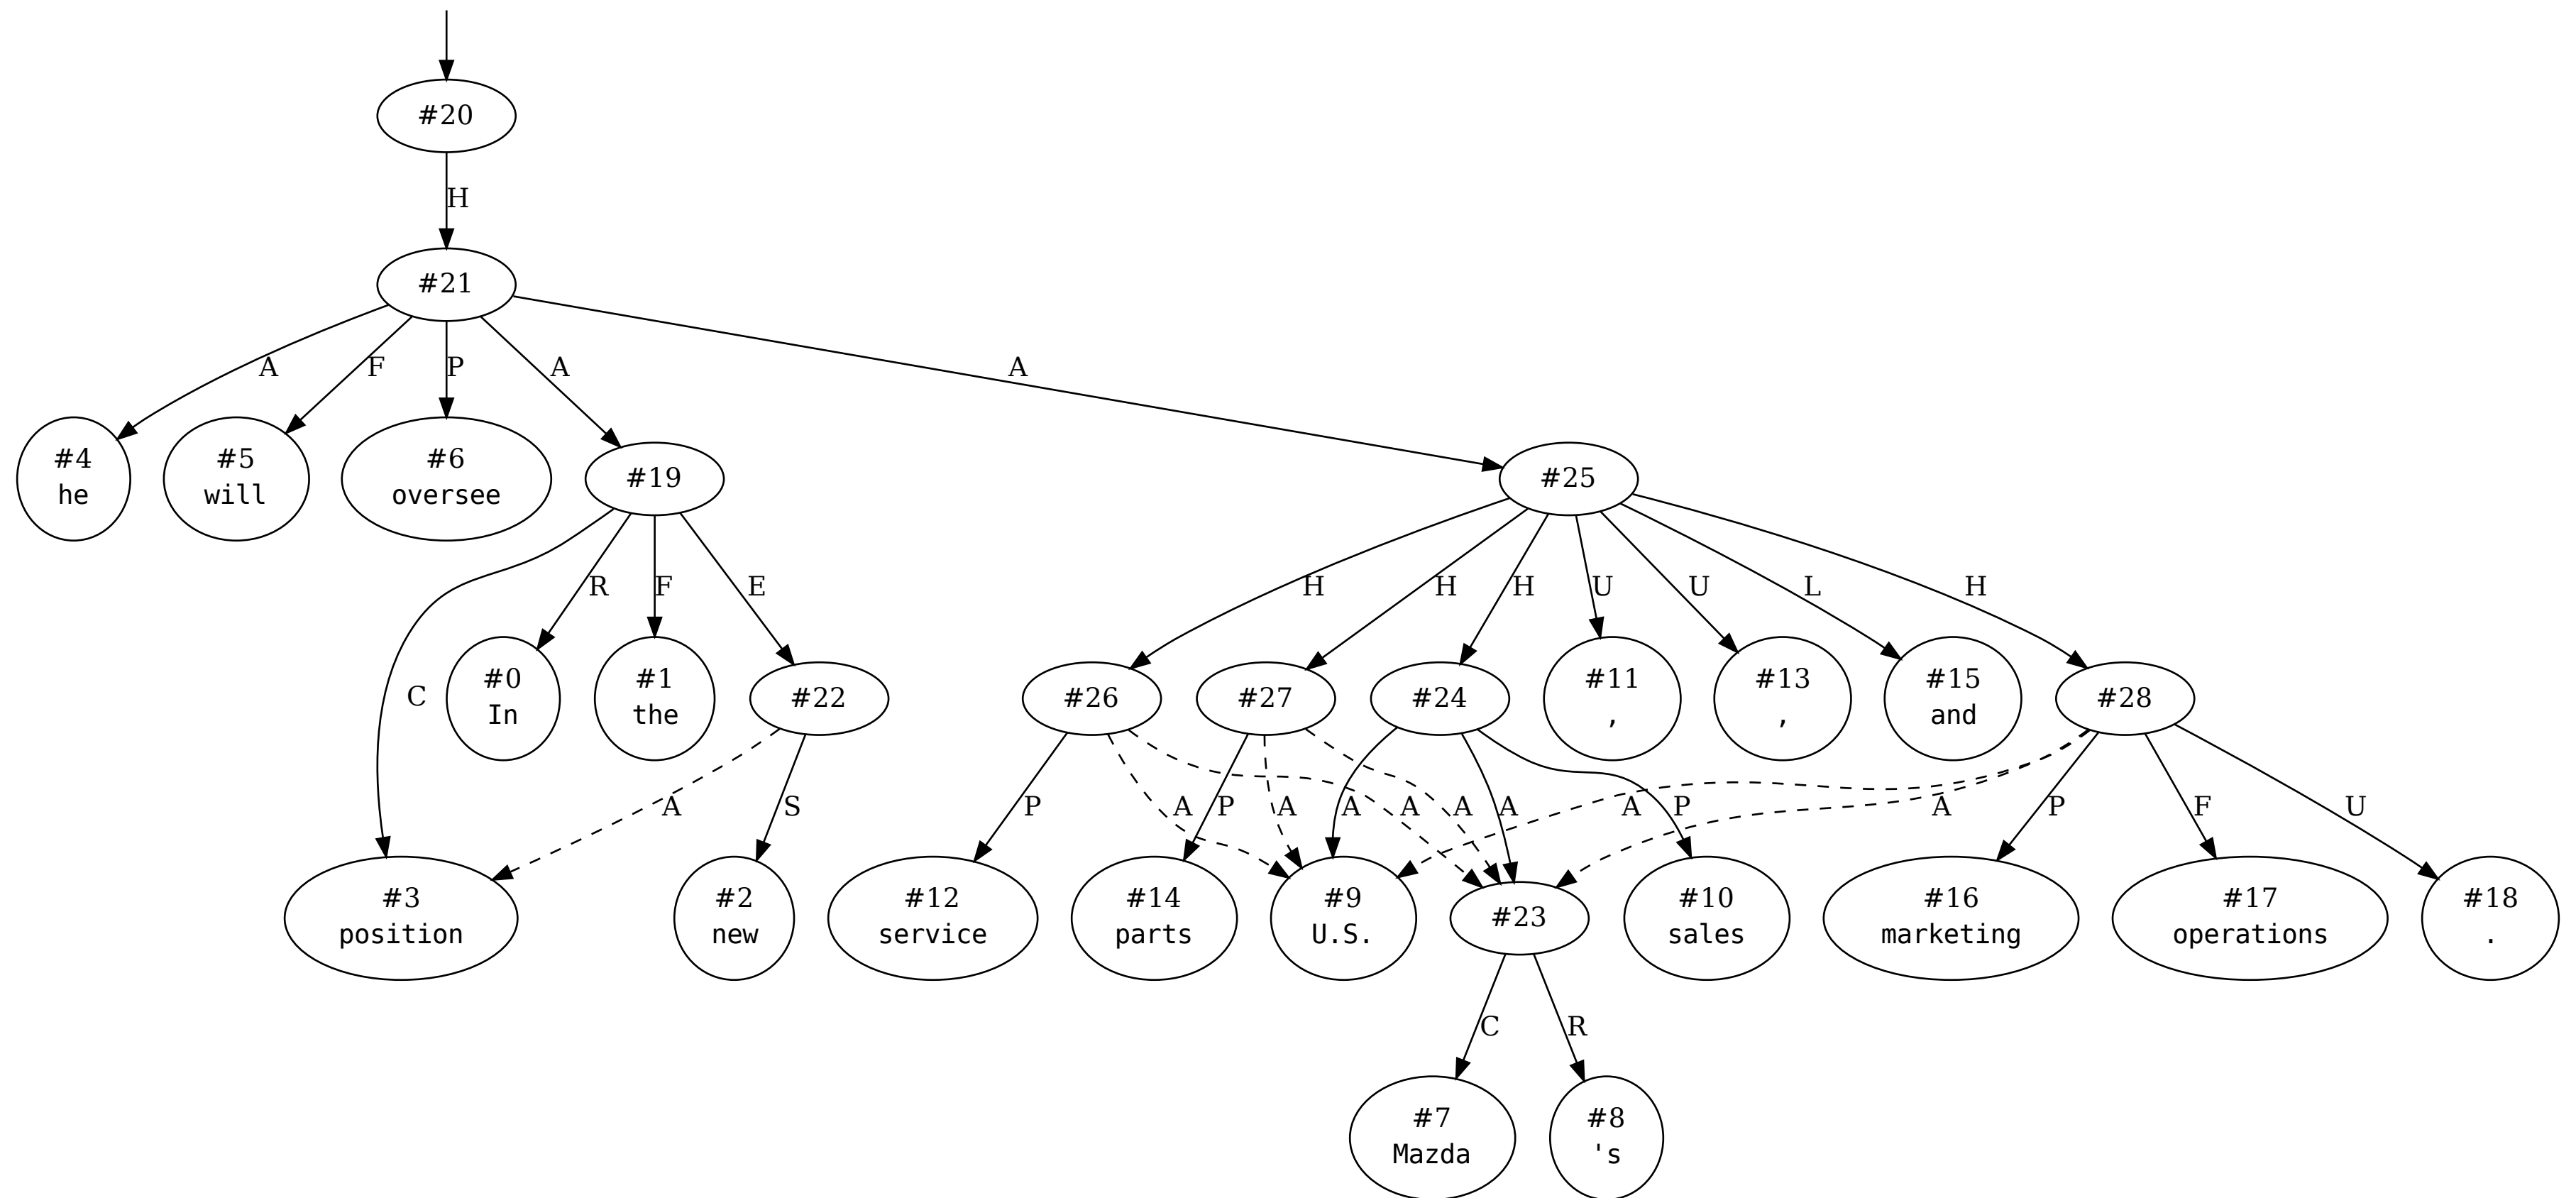 #20
H
#21
A F P A A
#4
he
#5
will
#6
oversee
#19
#25
C R F E H H H U U L H
#0
In
#1
the
#22
#26
#27
#24
#11
,
#13
,
#15
and
#28
A S P A P A A A A A P A A P F U
#3
position
#2
new
#12
service
#14
parts
#9
U.S.
#23
#10
sales
#16
marketing
#17
operations
#18
.
C R
#7
Mazda
#8
's